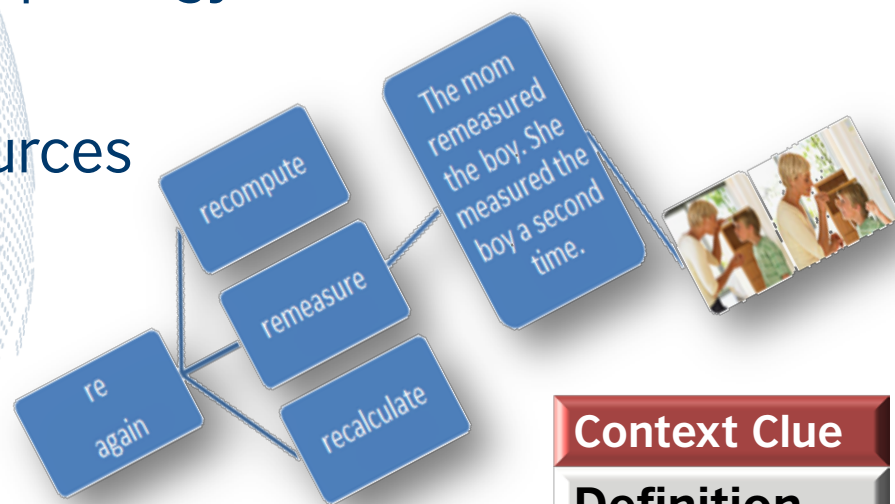 urces
re
again
recompute
remeasure
recalculate
The mom
remeasured
the boy. She
measured the
boy a second
time.
Context Clue
Definition